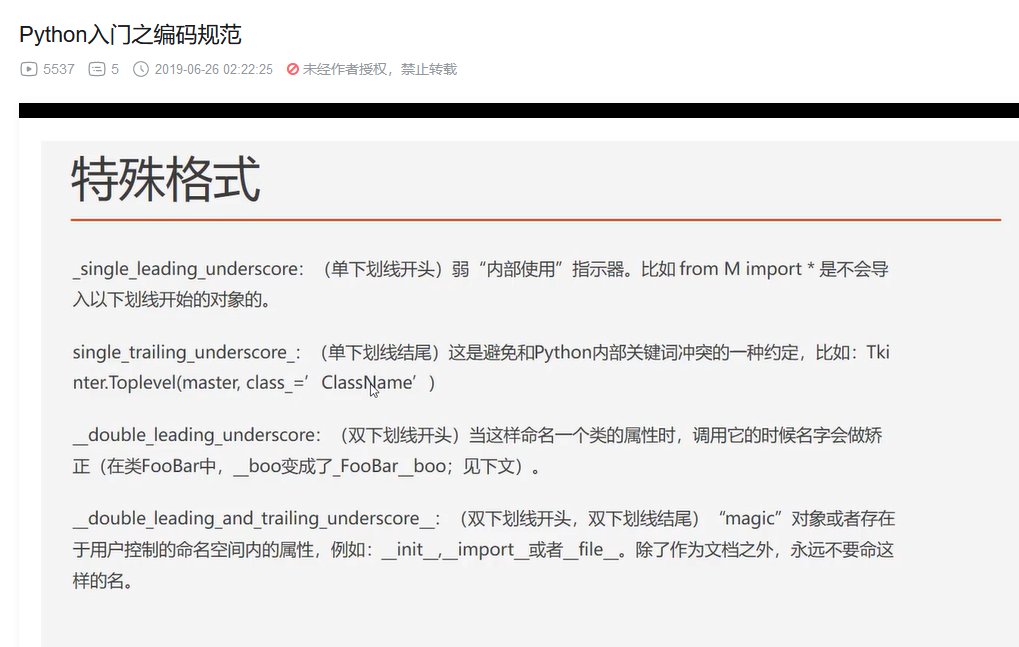 Python入门之编码规范
5537 5 2019-06-26 02:22:25 未经作者授权，禁止转载
特殊格式
_single_leading_underscore：（单下划线开头）弱“内部使用”指示器。比如 from M import * 是不会导
入以下划线开始的对象的。
single_trailing_underscore_：（单下划线结尾）这是避免和Python内部关键词冲突的一种约定，比如：Tki
nter.Toplevel(master, class_=’ClassName’)
__double_leading_underscore：（双下划线开头）当这样命名一个类的属性时，调用它的时候名字会做矫
正（在类FooBar中，__boo变成了_FooBar__boo；见下文）。
__double_leading_and_trailing_underscore__：（双下划线开头，双下划线结尾）“magic”对象或者存在
于用户控制的命名空间内的属性，例如：__init__,__import__或者__file__。除了作为文档之外，永远不要命这
样的名。